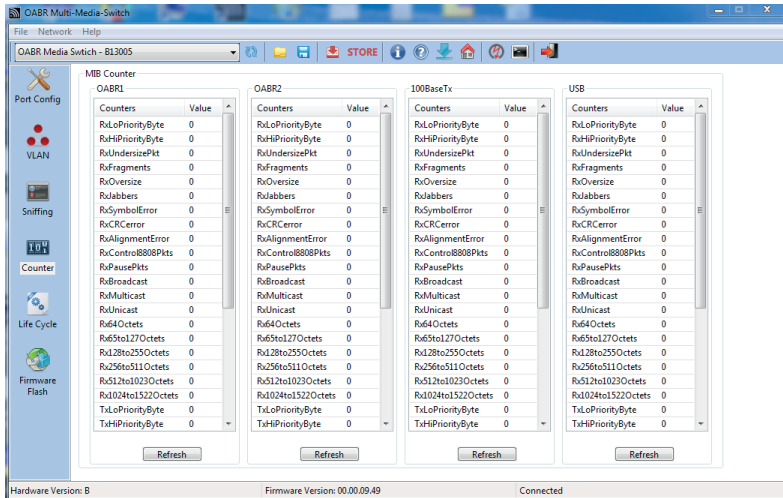 OABR Multi-Media-Switch
File Network Help
OABR Media Swtich - B13005
STORE
Port Config
VLAN
Sniffing
Counter
Life Cycle
Firmware
Flash
MIB Counter
OABR1
Counters Value
RxLoPriorityByte 0
RxHiPriorityByte 0
RxUndersizePkt 0
RxFragments 0
RxOversize 0
RxJabbers 0
RxSymbolError 0
RxCRCerror 0
RxAlignmentError 0
RxControl8808Pkts 0
RxPausePkts 0
RxBroadcast 0
RxMulticast 0
RxUnicast 0
Rx64Octets 0
Rx65to127Octets 0
Rx128to255Octets 0
Rx256to511Octets 0
Rx512to1023Octets 0
Rx1024to1522Octets 0
TxLoPriorityByte 0
TxHiPriorityByte 0
Refresh
OABR2
Counters Value
RxLoPriorityByte 0
RxHiPriorityByte 0
RxUndersizePkt 0
RxFragments 0
RxOversize 0
RxJabbers 0
RxSymbolError 0
RxCRCerror 0
RxAlignmentError 0
RxControl8808Pkts 0
RxPausePkts 0
RxBroadcast 0
RxMulticast 0
RxUnicast 0
Rx64Octets 0
Rx65to127Octets 0
Rx128to255Octets 0
Rx256to511Octets 0
Rx512to1023Octets 0
Rx1024to1522Octets 0
TxLoPriorityByte 0
TxHiPriorityByte 0
Refresh
100BaseTx
Counters Value
RxLoPriorityByte 0
RxHiPriorityByte 0
RxUndersizePkt 0
RxFragments 0
RxOversize 0
RxJabbers 0
RxSymbolError 0
RxCRCerror 0
RxAlignmentError 0
RxControl8808Pkts 0
RxPausePkts 0
RxBroadcast 0
RxMulticast 0
RxUnicast 0
Rx64Octets 0
Rx65to127Octets 0
Rx128to255Octets 0
Rx256to511Octets 0
Rx512to1023Octets 0
Rx1024to1522Octets 0
TxLoPriorityByte 0
TxHiPriorityByte 0
Refresh
USB
Counters Value
RxLoPriorityByte 0
RxHiPriorityByte 0
RxUndersizePkt 0
RxFragments 0
RxOversize 0
RxJabbers 0
RxSymbolError 0
RxCRCerror 0
RxAlignmentError 0
RxControl8808Pkts 0
RxPausePkts 0
RxBroadcast 0
RxMulticast 0
RxUnicast 0
Rx64Octets 0
Rx65to127Octets 0
Rx128to255Octets 0
Rx256to511Octets 0
Rx512to1023Octets 0
Rx1024to1522Octets 0
TxLoPriorityByte 0
TxHiPriorityByte 0
Refresh
Hardware Version: B Firmware Version: 00.00.09.49 Connected